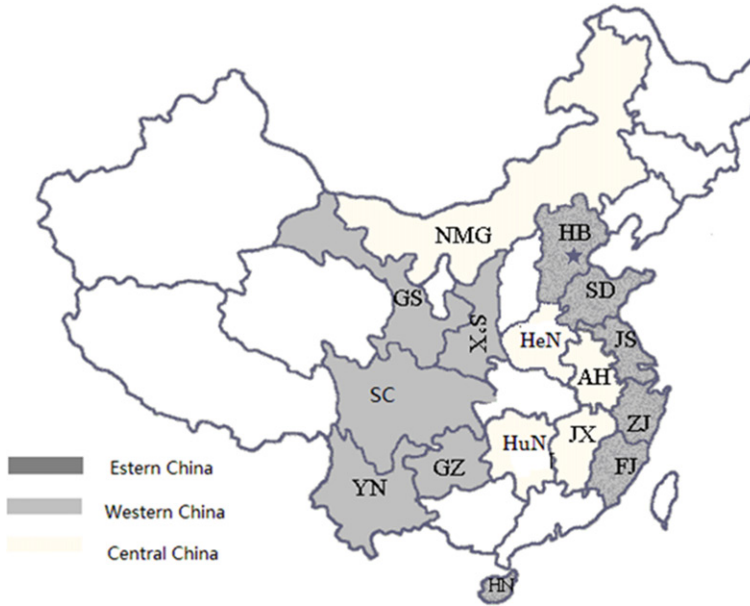 NMG
HB
GS
SD
X.S
HeN
JS
AH
SC
ZJ
HuN
JX
FJ
GZ
YN
HN
Estern China
Western China
Central China